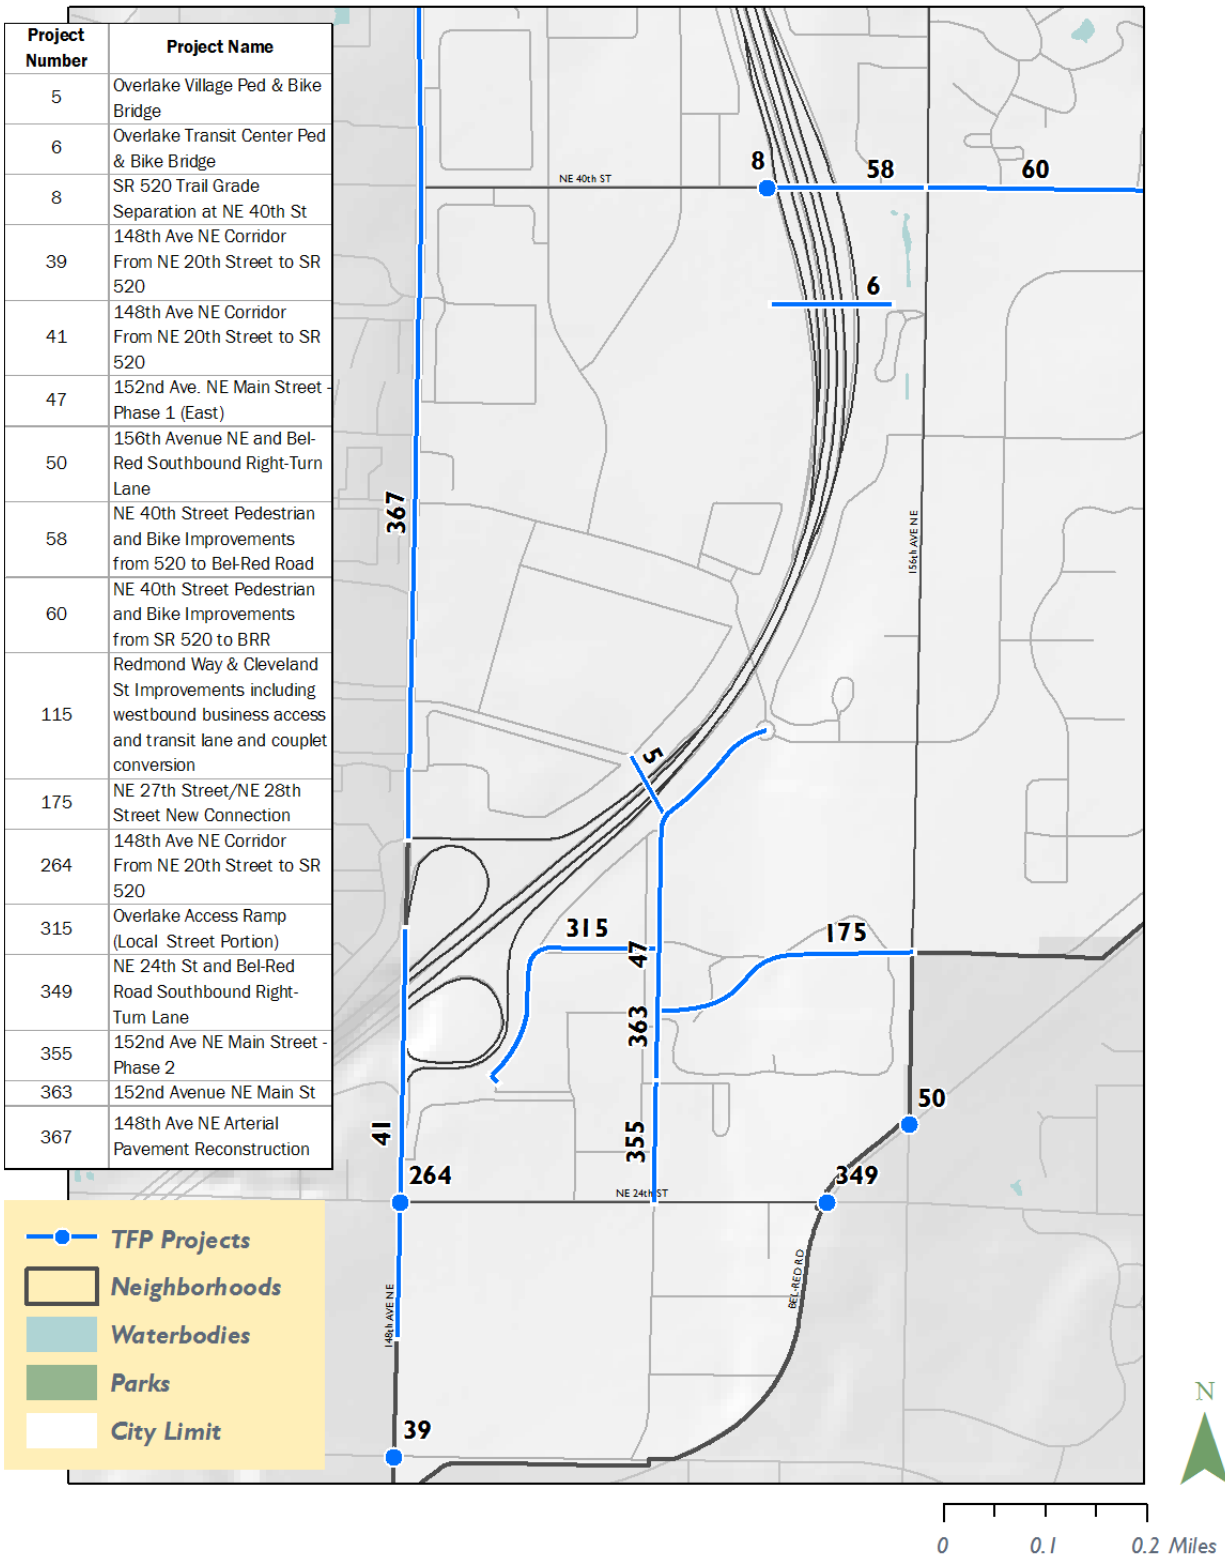 Project Number
Project Name
5
Overlake Village Ped & Bike
Bridge
6
Overlake Transit Center Ped
& Bike Bridge
8
SR 520 Trail Grade
Separation at NE 40th St
39
148th Ave NE Corridor
From NE 20th Street to SR
520
41
148th Ave NE Corridor
From NE 20th Street to SR
520
47
152nd Ave. NE Main Street -
Phase 1 (East)
50
156th Avenue NE and Bel-
Red Southbound Right-Turn
Lane
58
NE 40th Street Pedestrian
and Bike Improvements
from 520 to Bel-Red Road
60
NE 40th Street Pedestrian
and Bike Improvements
from SR 520 to BRR
115
Redmond Way & Cleveland
St Improvements including
westbound business access
and transit lane and couplet
conversion
175
NE 27th Street/NE 28th
Street New Connection
264
148th Ave NE Corridor
From NE 20th Street to SR
520
315
Overlake Access Ramp
(Local Street Portion)
349
NE 24th St and Bel-Red
Road Southbound Right-
Turn Lane
355
152nd Ave NE Main Street -
Phase 2
363
152nd Avenue NE Main St
367
148th Ave NE Arterial
Pavement Reconstruction
8
58
60
NE 40th ST
6
367
156th AVE NE
5
315
47
175
363
50
41
355
264
349
NE 24th ST
BEL-RED RD
148th AVE NE
39
TFP Projects
Neighborhoods
Waterbodies
Parks
City Limit
N
0 0.1 0.2 Miles